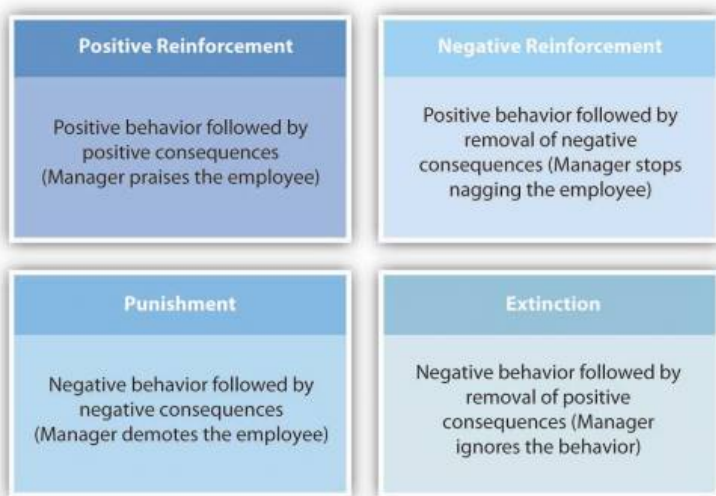 Positive Reinforcement
Positive behavior followed by
positive consequences
(Manager praises the employee)
Negative Reinforcement
Positive behavior followed by
removal of negative
consequences (Manager stops
nagging the employee)
Punishment
Negative behavior followed by
negative consequences
(Manager demotes the employee)
Extinction
Negative behavior followed by
removal of positive
consequences (Manager
ignores the behavior)